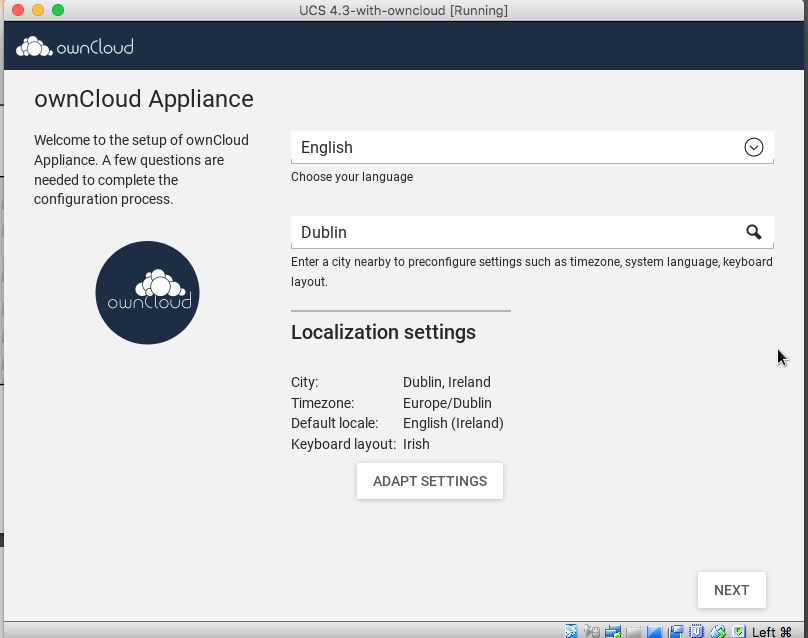 UCS 4.3-with-owncloud [Running]
ownCloud
ownCloud Appliance
Welcome to the setup of ownCloud
Appliance. A few questions are
needed to complete the
configuration process.
ownCloud
English
Choose your language
Dublin
Enter a city nearby to preconfigure settings such as timezone, system language, keyboard
layout.
Localization settings
City: Dublin, Ireland
Timezone: Europe/Dublin
Default locale: English (Ireland)
Keyboard layout: Irish
ADAPT SETTINGS
NEXT
Left ⌘